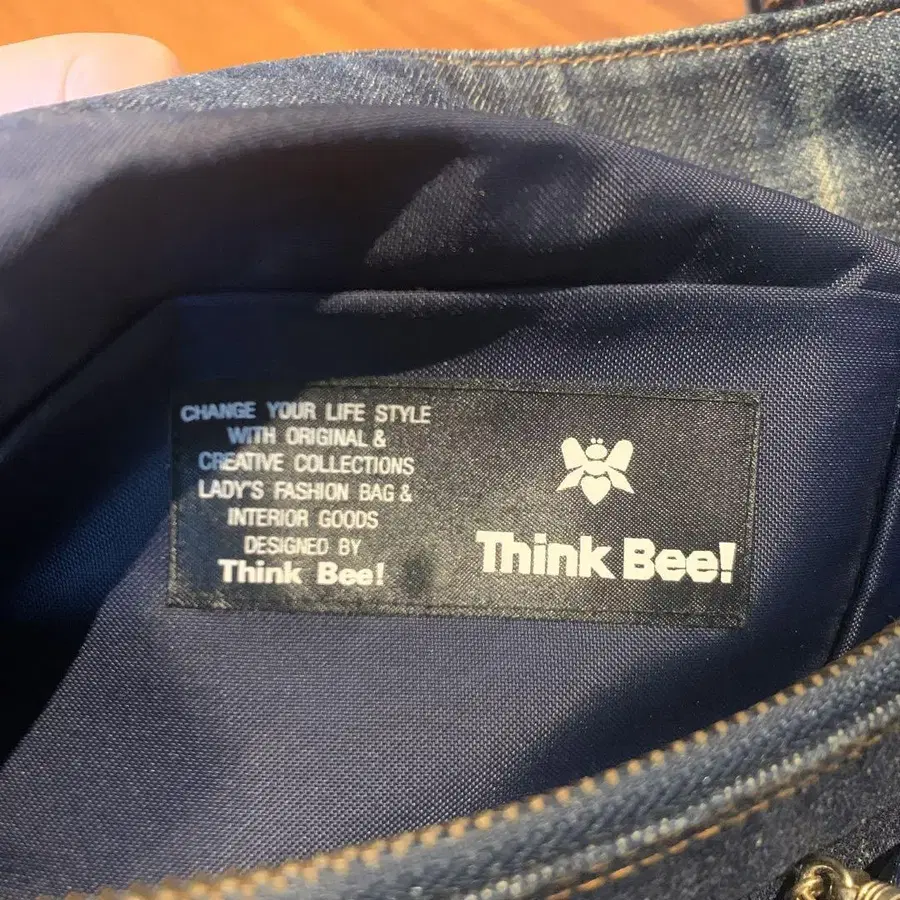 CHANGE YOUR LIFE STYLE
WITH ORIGINAL &
CREATIVE COLLECTIONS
LADY'S FASHION BAG &
INTERIOR GOODS
DESIGNED BY
Think Bee!
Think Bee!